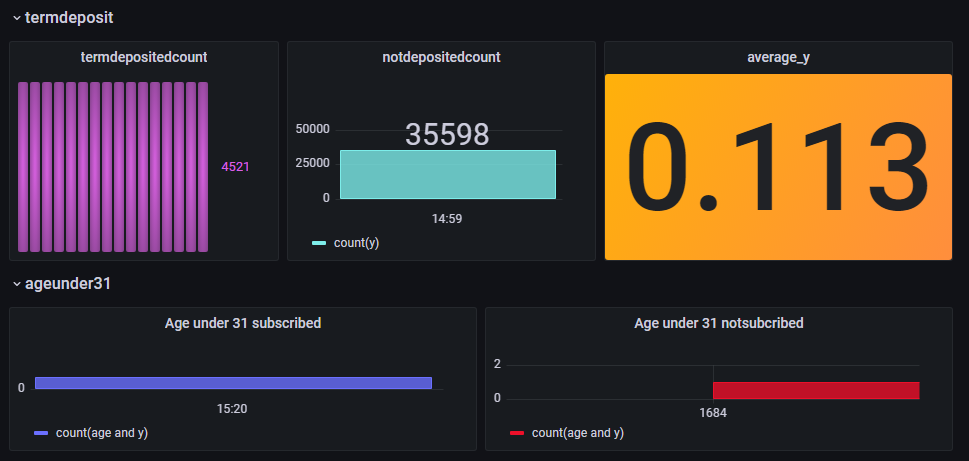 termdeposit
termdepositedcount
4521
notdepositedcount
35598
50000
25000
0
14:59
count(y)
average_y
0.113
ageunder31
Age under 31 subscribed
0
15:20
count(age and y)
Age under 31 notsubcribed
2
0
1684
count(age and y)